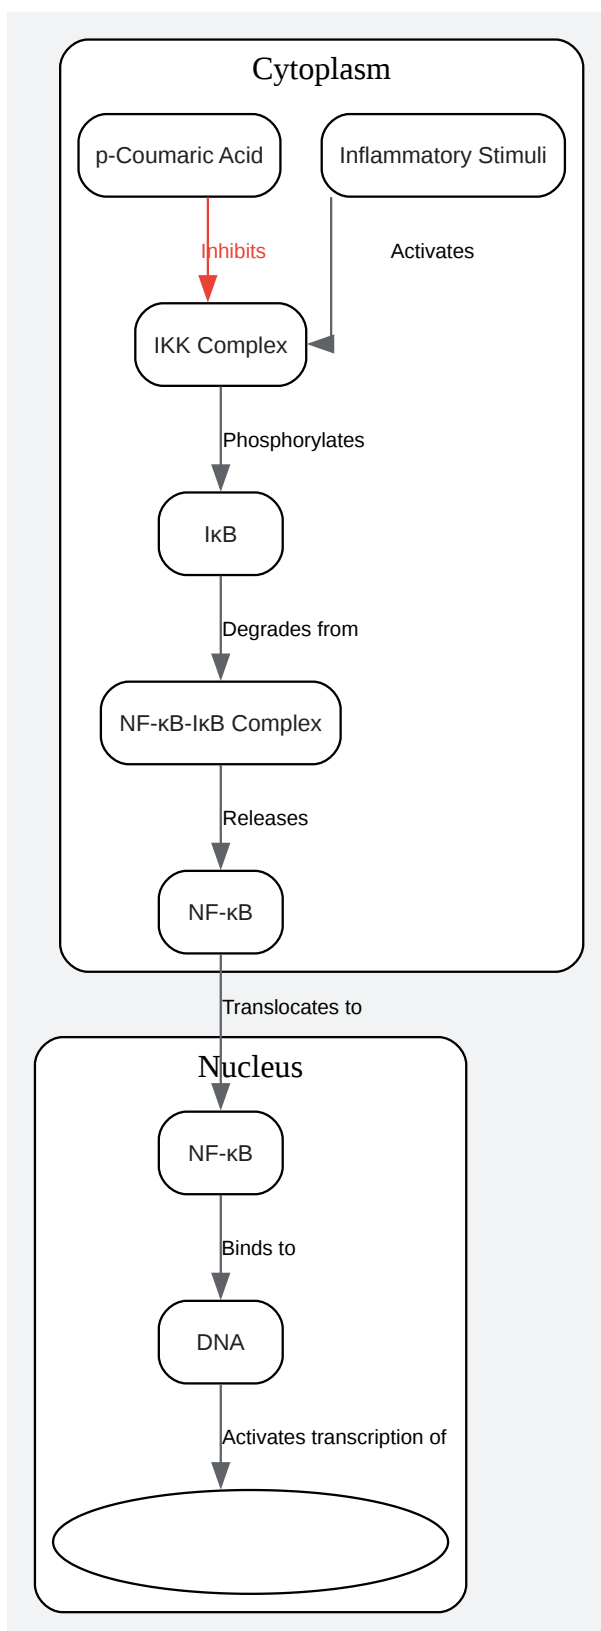 Cytoplasm
p-Coumaric Acid
Inflammatory Stimuli
Inhibits
Activates
IKK Complex
Phosphorylates
IκB
Degrades from
NF-κB-IκB Complex
Releases
NF-κB
Translocates to
Nucleus
NF-κB
Binds to
DNA
Activates transcription of